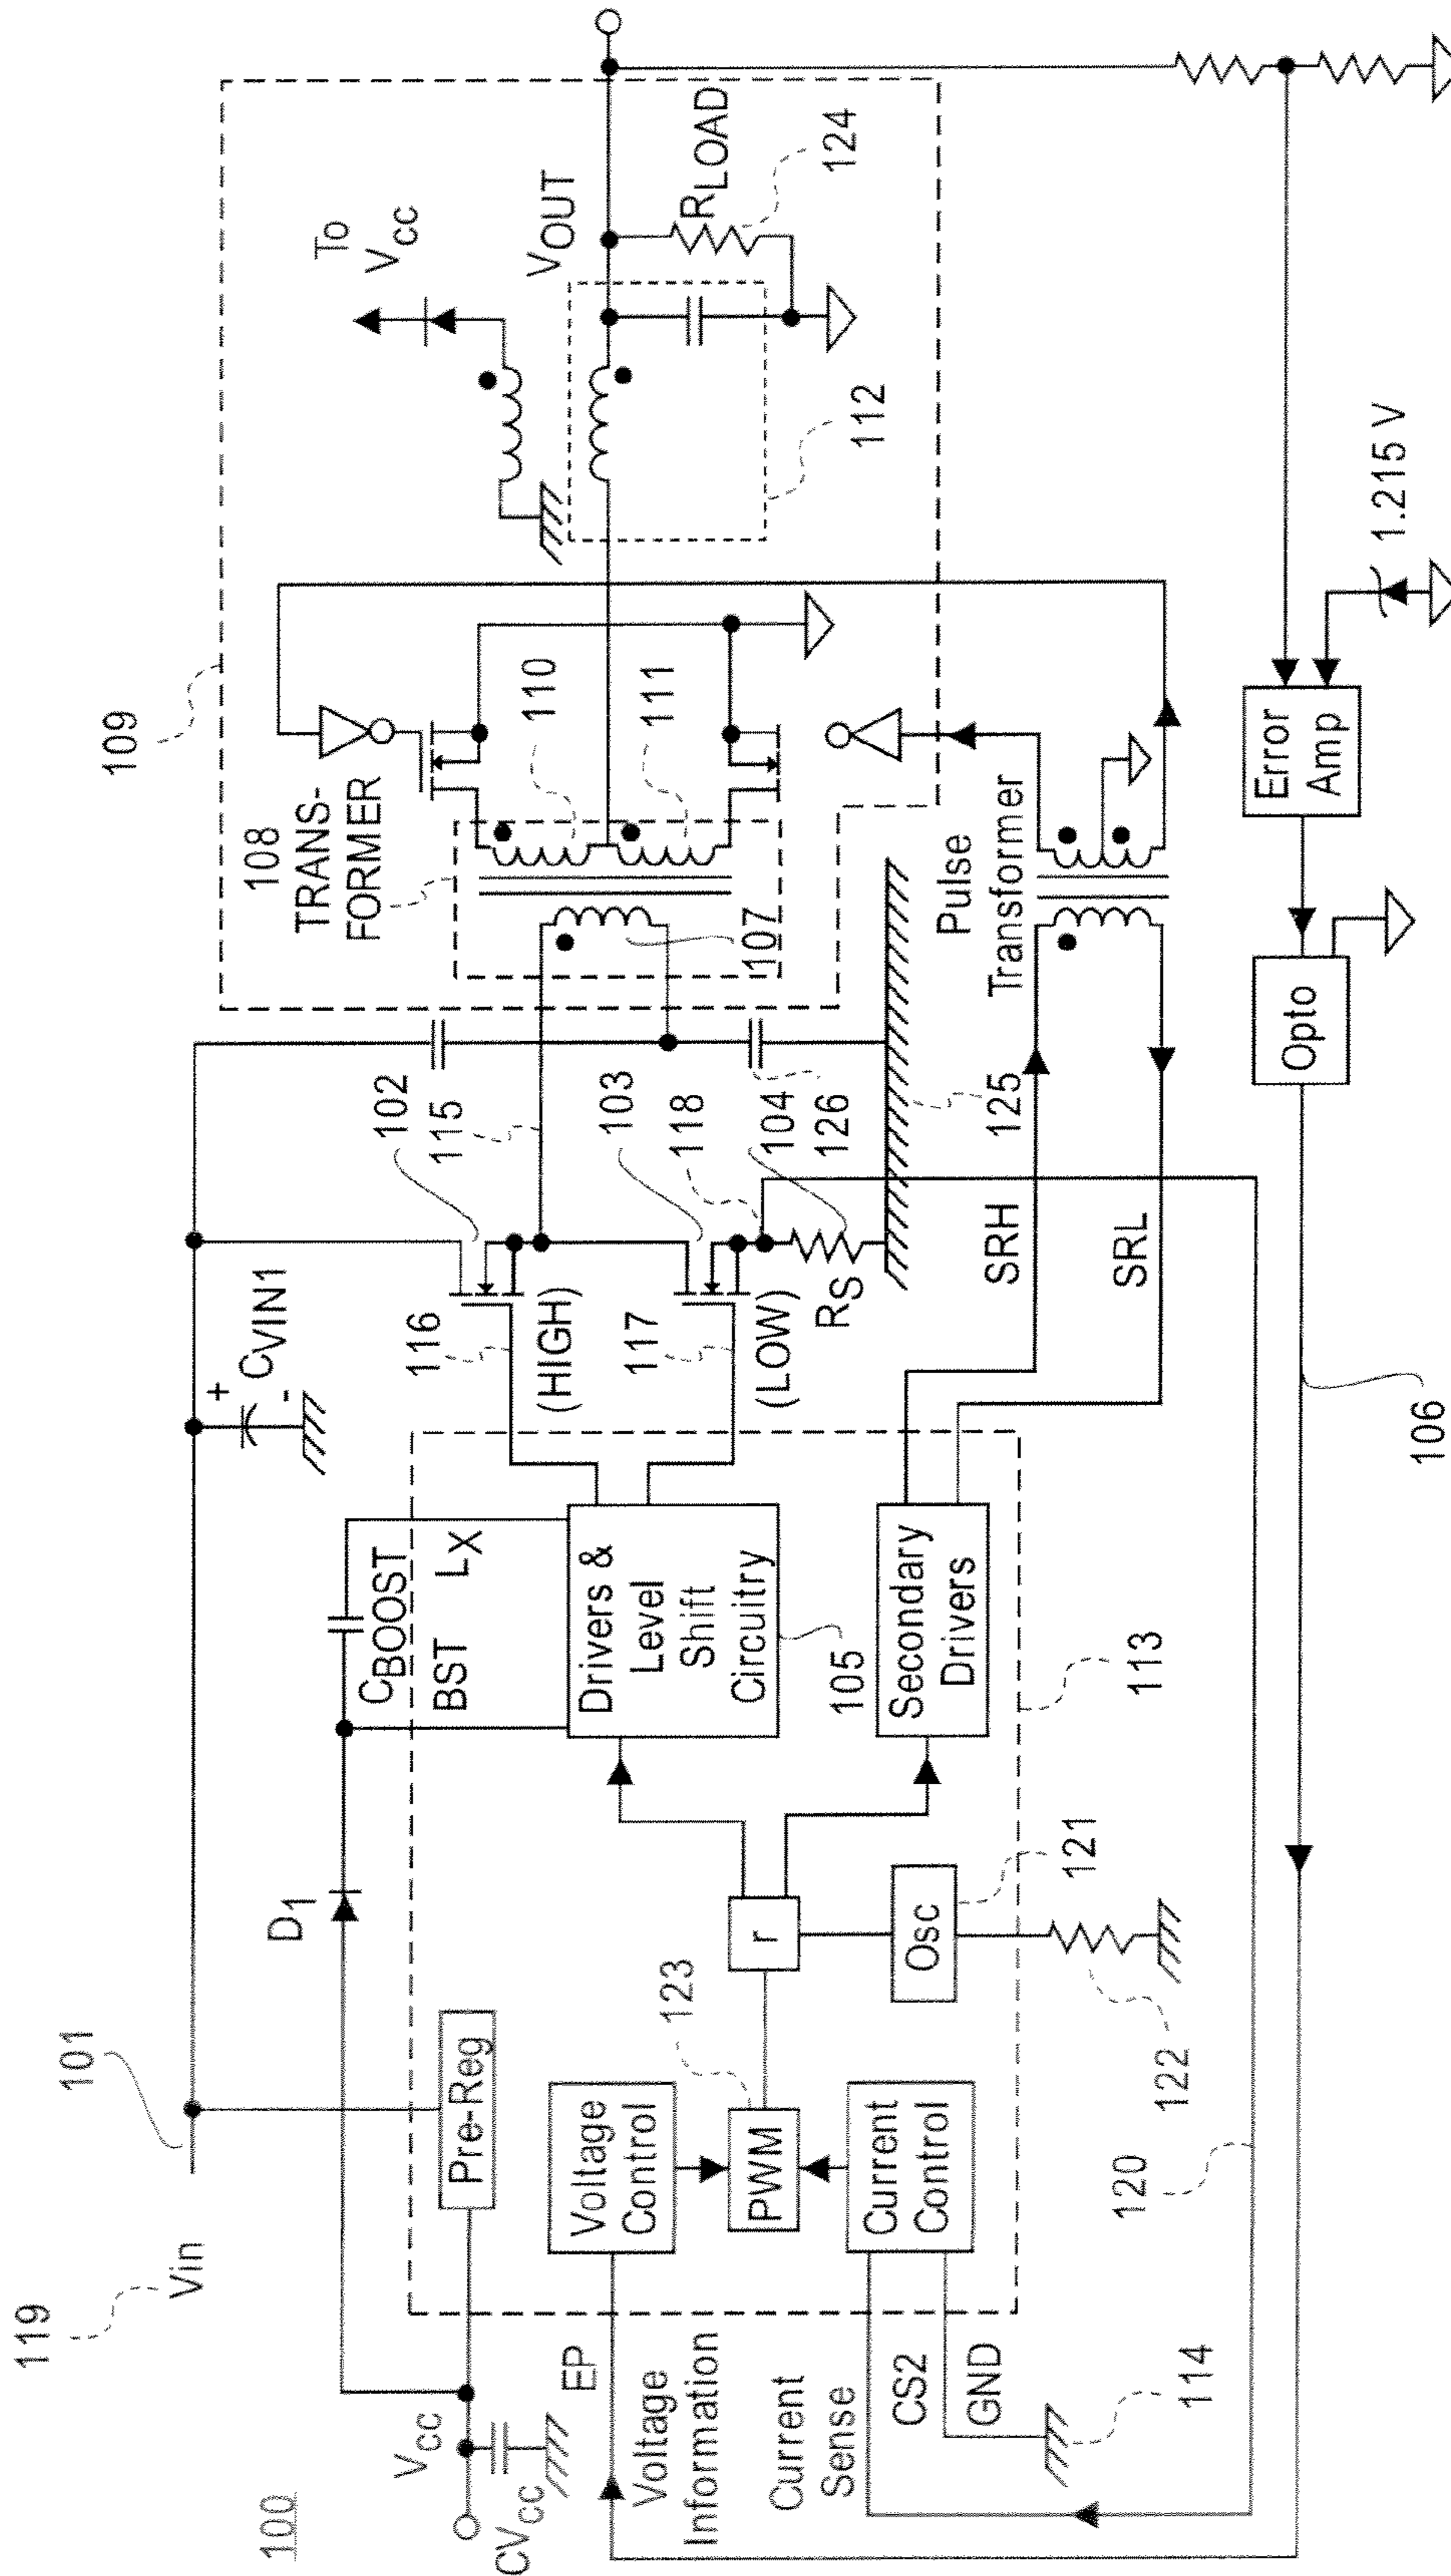 100
119
Vin
101
VCC
CVCC
D1
CVIN1
+
-
CBOOST
BST
LX
Pre-Reg
EP
Voltage
Information
Current
Sense
CS2
GND
114
Voltage
Control
PWM
123
Current
Control
r
Osc
121
122
Drivers &
Level
Shift
Circuitry
105
Secondary
Drivers
113
116
(HIGH)
117
(LOW)
RS
102
115
103
118
104
126
125
SRH
SRL
120
106
109
108
TRANS-
FORMER
107
110
111
Pulse
Transformer
To
VCC
VOUT
RLOAD
124
112
1.215 V
Error
Amp
Opto